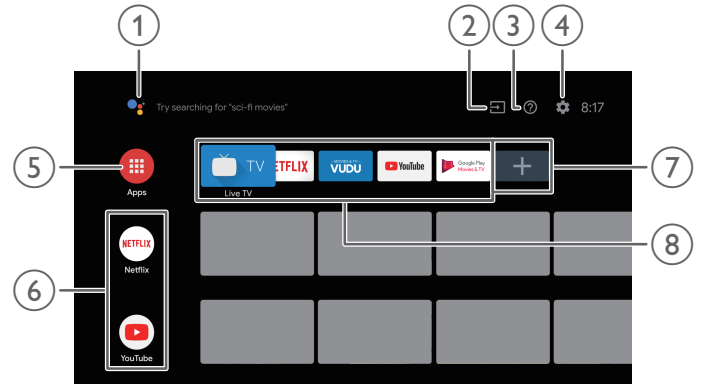 1
2
3
4
Try searching for "sci-fi movies"
8:17
5
Apps
TV
Live TV
NETFLIX
MOVIES & TV
VUDU
YouTube
Google Play
Movies & TV
7
8
6
NETFLIX
Netflix
YouTube